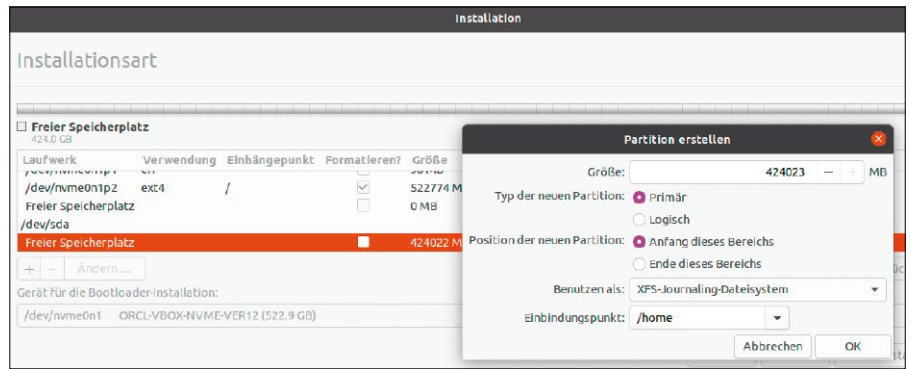 Installation
Installationsart
Freier Speicherplatz
424.0 GB
Laufwerk Verwendung Einhängepunkt Formatieren? Größe
/dev/nvme0n1p2 ext4 / 522774 M
Freier Speicherplatz 0 MB
/dev/sda
Freier Speicherplatz 424022 M
+ − Ändern ...
Gerät für die Bootloader-Installation:
/dev/nvme0n1 ORCL-VBOX-NVME-VER12 (522.9 GB)
Partition erstellen
Größe: 424023 − + MB
Typ der neuen Partition: Primär
Logisch
Position der neuen Partition: Anfang dieses Bereichs
Ende dieses Bereichs
Benutzen als: XFS-Journaling-Dateisystem
Einbindungspunkt: /home
Abbrechen OK